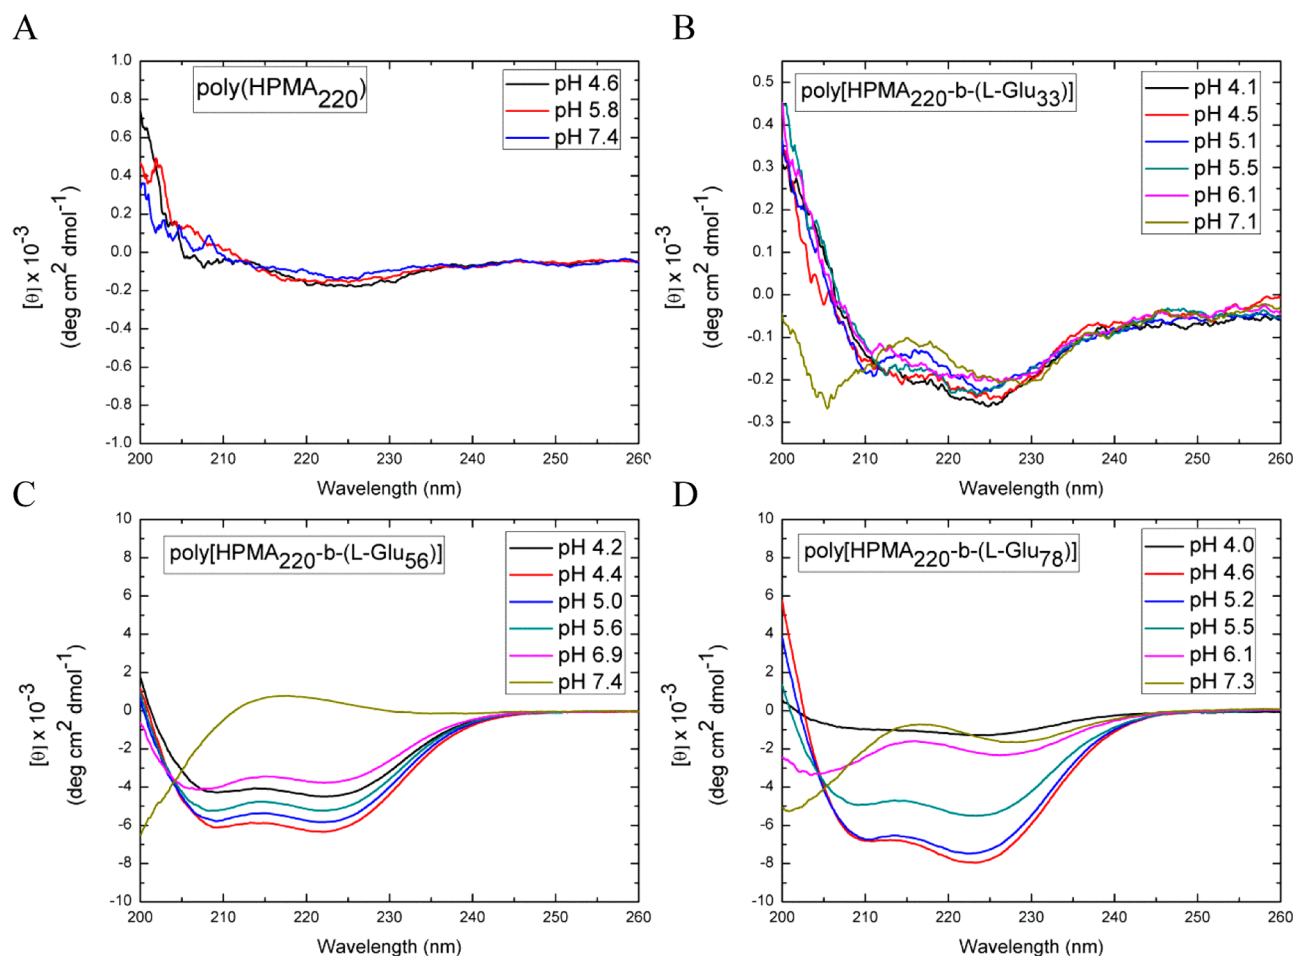 A
poly(HPMA220)
pH 4.6
pH 5.8
pH 7.4
1.0
0.8
0.6
0.4
0.2
0.0
-0.2
-0.4
-0.6
-0.8
-1.0
[θ] x 10-3
(deg cm2 dmol-1)
200 210 220 230 240 250 260
Wavelength (nm)
B
poly[HPMA220-b-(L-Glu33)]
pH 4.1
pH 4.5
pH 5.1
pH 5.5
pH 6.1
pH 7.1
0.5
0.4
0.3
0.2
0.1
0.0
-0.1
-0.2
-0.3
[θ] x 10-3
(deg cm2 dmol-1)
200 210 220 230 240 250 260
Wavelength (nm)
C
poly[HPMA220-b-(L-Glu56)]
pH 4.2
pH 4.4
pH 5.0
pH 5.6
pH 6.9
pH 7.4
10
8
6
4
2
0
-2
-4
-6
-8
-10
[θ] x 10-3
(deg cm2 dmol-1)
200 210 220 230 240 250 260
Wavelength (nm)
D
poly[HPMA220-b-(L-Glu78)]
pH 4.0
pH 4.6
pH 5.2
pH 5.5
pH 6.1
pH 7.3
10
8
6
4
2
0
-2
-4
-6
-8
-10
[θ] x 10-3
(deg cm2 dmol-1)
200 210 220 230 240 250 260
Wavelength (nm)